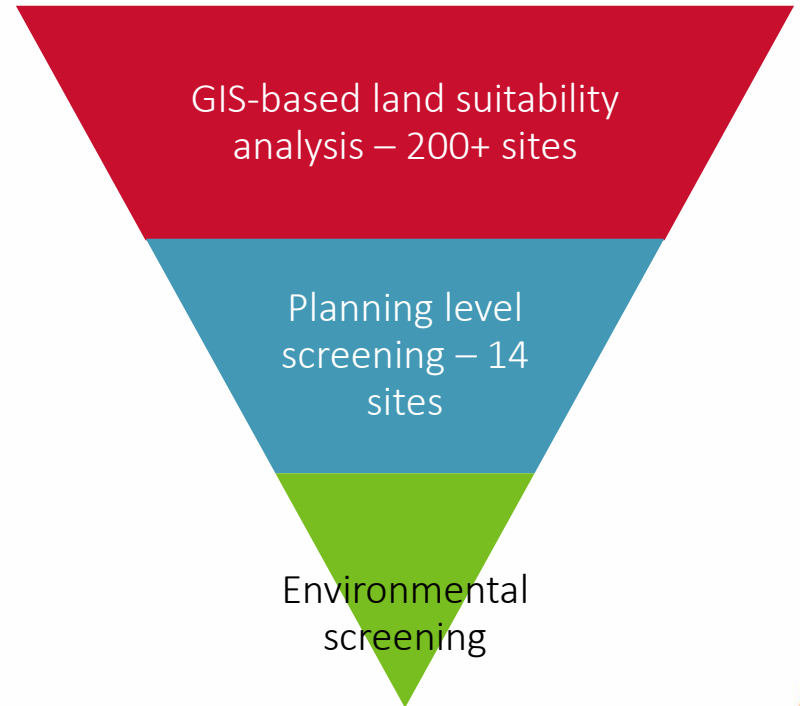 GIS-based land suitability
analysis – 200+ sites
Planning level
screening – 14
sites
Environmental
screening